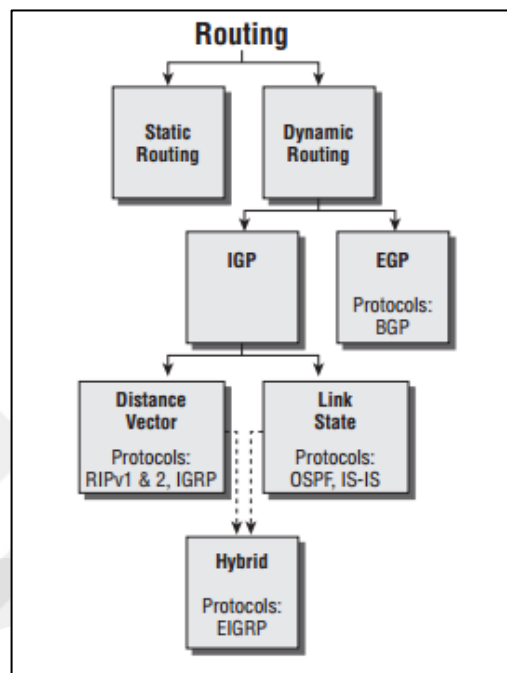 Routing
Static
Routing
Dynamic
Routing
IGP
EGP
Protocols:
BGP
Distance
Vector
Protocols:
RIPv1 & 2, IGRP
Link
State
Protocols:
OSPF, IS-IS
Hybrid
Protocols:
EIGRP